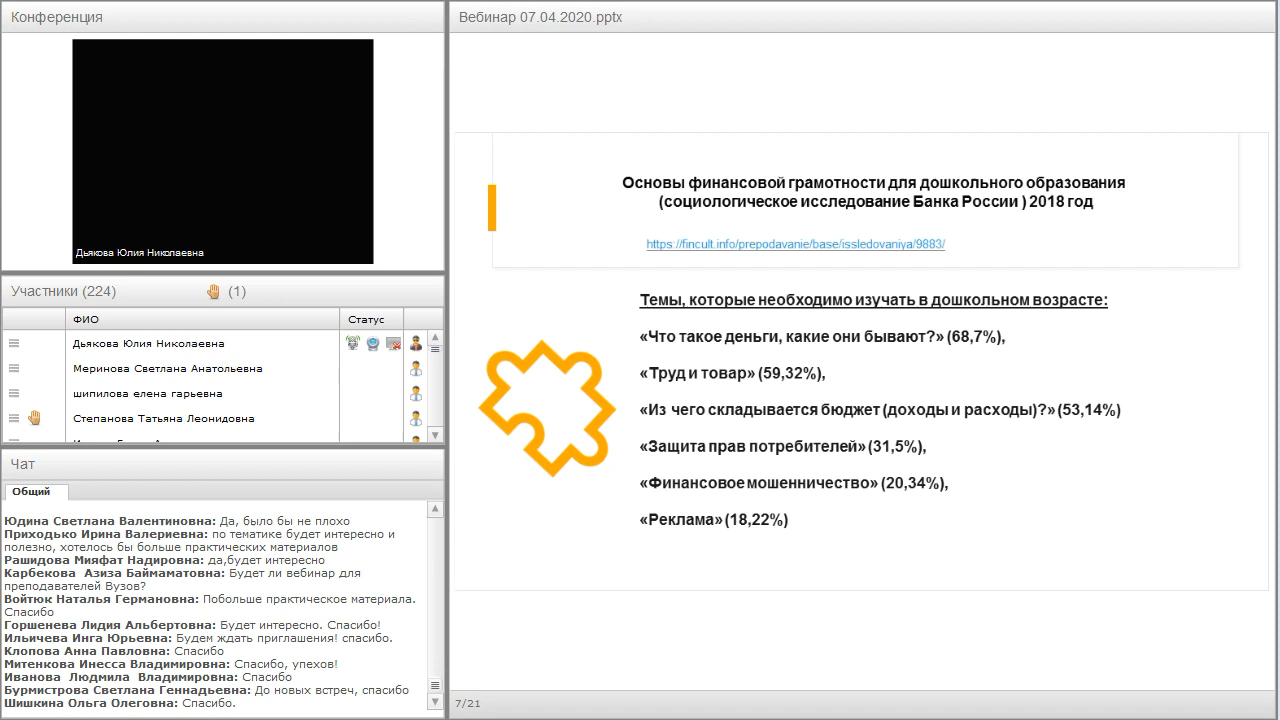 Конференция
Дьякова Юлия Николаевна
Участники (224) (1)
ФИО Статус
Дьякова Юлия Николаевна
Меринова Светлана Анатольевна
шипилова елена гарьевна
Степанова Татьяна Леонидовна
Чат
Общий
Юдина Светлана Валентиновна: Да, было бы не плохо
Приходько Ирина Валериевна: по тематике будет интересно и
полезно, хотелось бы больше практических материалов
Рашидова Мияфат Надировна: да,будет интересно
Карбекова Азиза Баймаматовна: Будет ли вебинар для
преподавателей Вузов?
Войтюк Наталья Германовна: Побольше практическое материала.
Спасибо
Горшенева Лидия Альбертовна: Будет интересно. Спасибо!
Ильичева Инга Юрьевна: Будем ждать приглашения! спасибо.
Клопова Анна Павловна: Спасибо
Митенкова Инесса Владимировна: Спасибо, упехов!
Иванова Людмила Владимировна: Спасибо
Бурмистрова Светлана Геннадьевна: До новых встреч, спасибо
Шишкина Ольга Олеговна: Спасибо.
Вебинар 07.04.2020.pptx
Основы финансовой грамотности для дошкольного образования
(социологическое исследование Банка России ) 2018 год
https://fincult.info/prepodavanie/base/issledovaniya/9883/
Темы, которые необходимо изучать в дошкольном возрасте:
«Что такое деньги, какие они бывают?» (68,7%),
«Труд и товар» (59,32%),
«Из чего складывается бюджет (доходы и расходы)?» (53,14%)
«Защита прав потребителей» (31,5%),
«Финансовое мошенничество» (20,34%),
«Реклама» (18,22%)
7/21